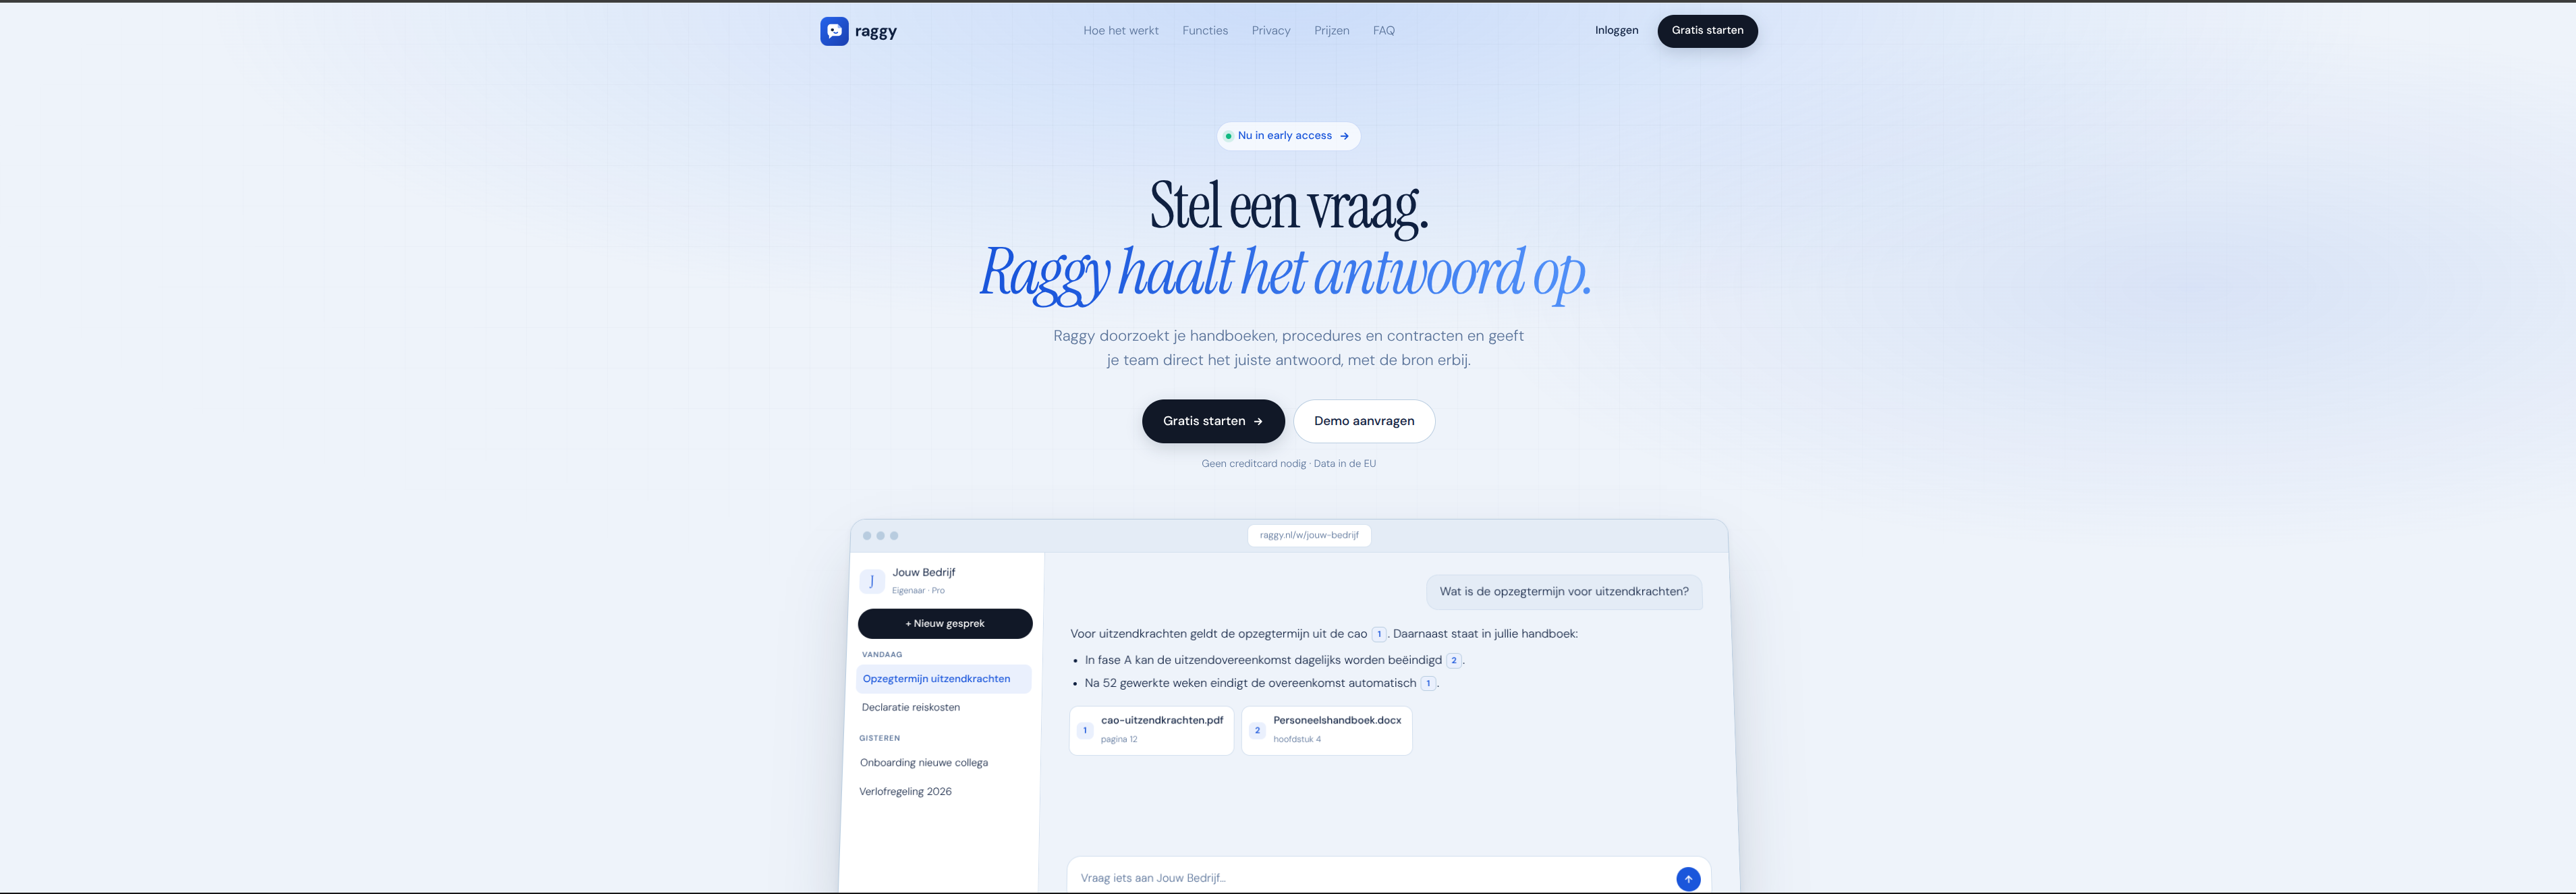 raggy
Hoe het werkt
Functies
Privacy
Prijzen
FAQ
Inloggen
Gratis starten
Nu in early access →
Stel een vraag.
Raggy haalt het antwoord op.
Raggy doorzoekt je handboeken, procedures en contracten en geeft
je team direct het juiste antwoord, met de bron erbij.
Gratis starten →
Demo aanvragen
Geen creditcard nodig · Data in de EU
raggy.nl/w/jouw-bedrijf
J
Jouw Bedrijf
Eigenaar · Pro
+ Nieuw gesprek
VANDAAG
Opzegtermijn uitzendkrachten
Declaratie reiskosten
GISTEREN
Onboarding nieuwe collega
Verlofregeling 2026
Wat is de opzegtermijn voor uitzendkrachten?
Voor uitzendkrachten geldt de opzegtermijn uit de cao 1. Daarnaast staat in jullie handboek:
• In fase A kan de uitzendovereenkomst dagelijks worden beëindigd 2.
• Na 52 gewerkte weken eindigt de overeenkomst automatisch 1.
1
cao-uitzendkrachten.pdf
pagina 12
2
Personeelshandboek.docx
hoofdstuk 4
Vraag iets aan Jouw Bedrijf...